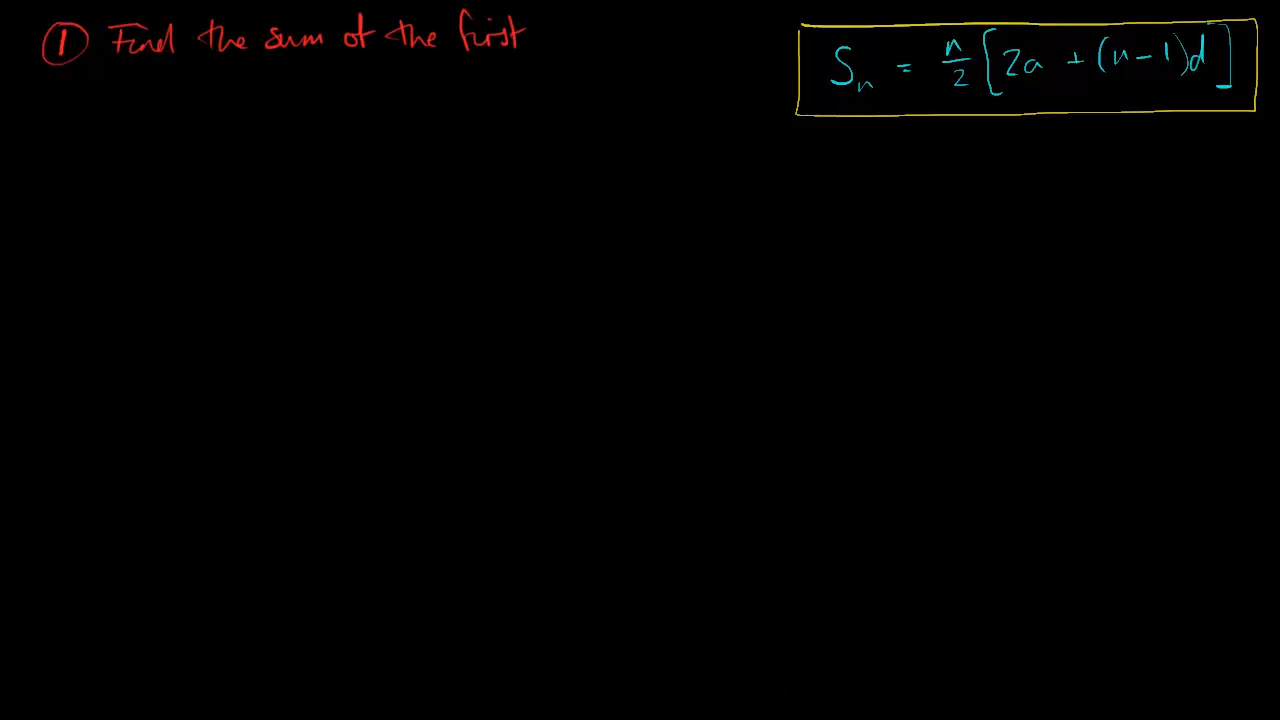 ① Find the sum of the first
Sₙ = n/2 [2a + (n-1)d]